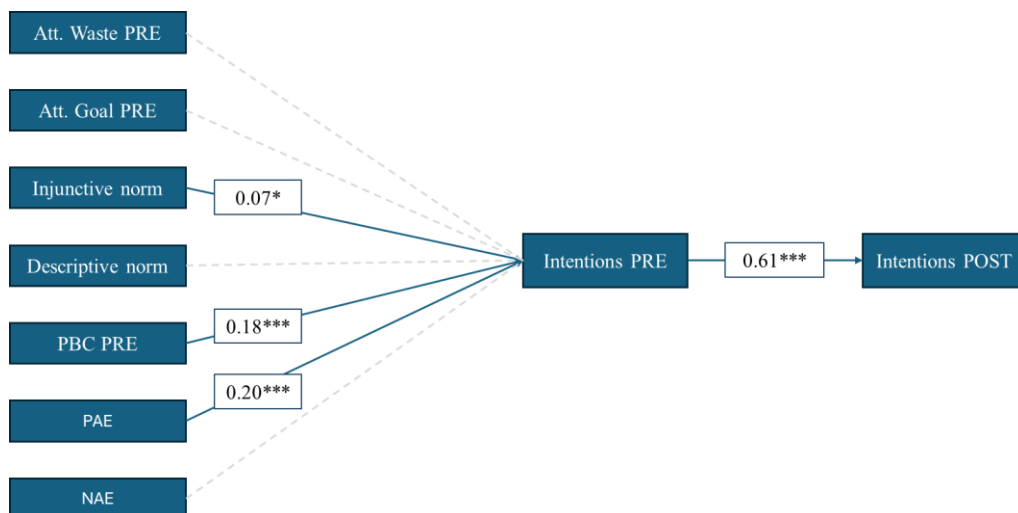 Att. Waste PRE
Att. Goal PRE
Injunctive norm
0.07*
Descriptive norm
Intentions PRE
0.61***
Intentions POST
PBC PRE
0.18***
PAE
0.20***
NAE